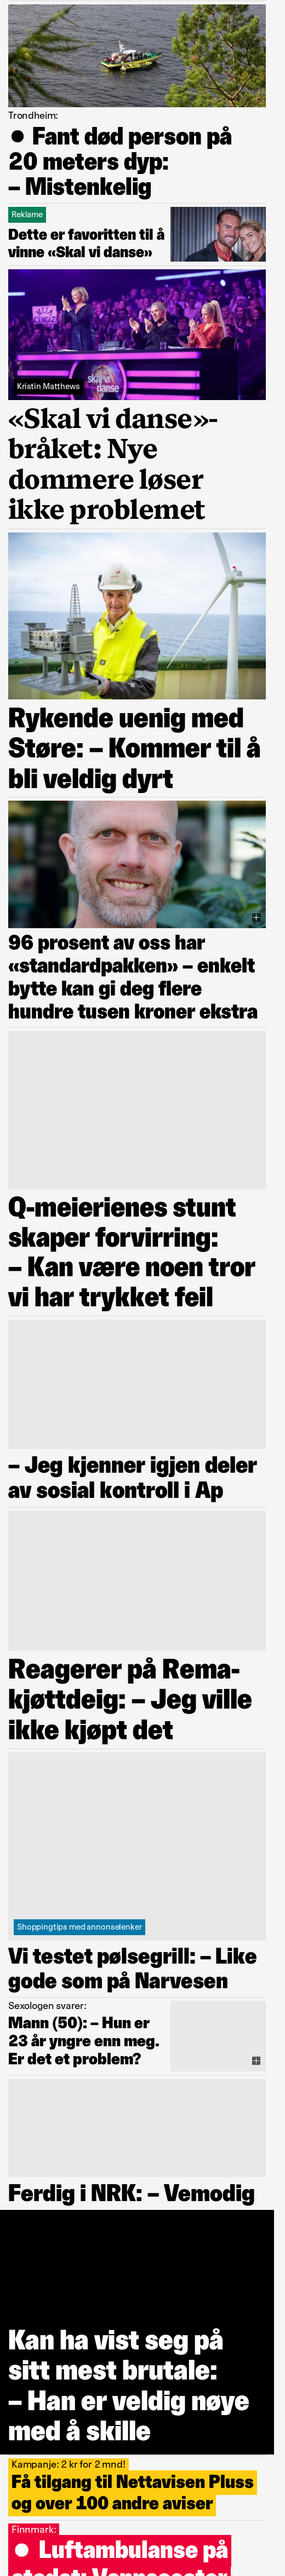 Trondheim:
● Fant død person på
20 meters dyp:
– Mistenkelig
Reklame
Dette er favoritten til å
vinne «Skal vi danse»
skal vi
danse
Kristin Matthews
«Skal vi danse»-
bråket: Nye
dommere løser
ikke problemet
Rykende uenig med
Støre: – Kommer til å
bli veldig dyrt
96 prosent av oss har
«standardpakken» – enkelt
bytte kan gi deg flere
hundre tusen kroner ekstra
Q-meierienes stunt
skaper forvirring:
– Kan være noen tror
vi har trykket feil
– Jeg kjenner igjen deler
av sosial kontroll i Ap
Reagerer på Rema-
kjøttdeig: – Jeg ville
ikke kjøpt det
Shoppingtips med annonselenker
Vi testet pølsegrill: – Like
gode som på Narvesen
Sexologen svarer:
Mann (50): – Hun er
23 år yngre enn meg.
Er det et problem?
Ferdig i NRK: – Vemodig
Kan ha vist seg på
sitt mest brutale:
– Han er veldig nøye
med å skille
Kampanje: 2 kr for 2 mnd!
Få tilgang til Nettavisen Pluss
og over 100 andre aviser
Finnmark:
● Luftambulanse på